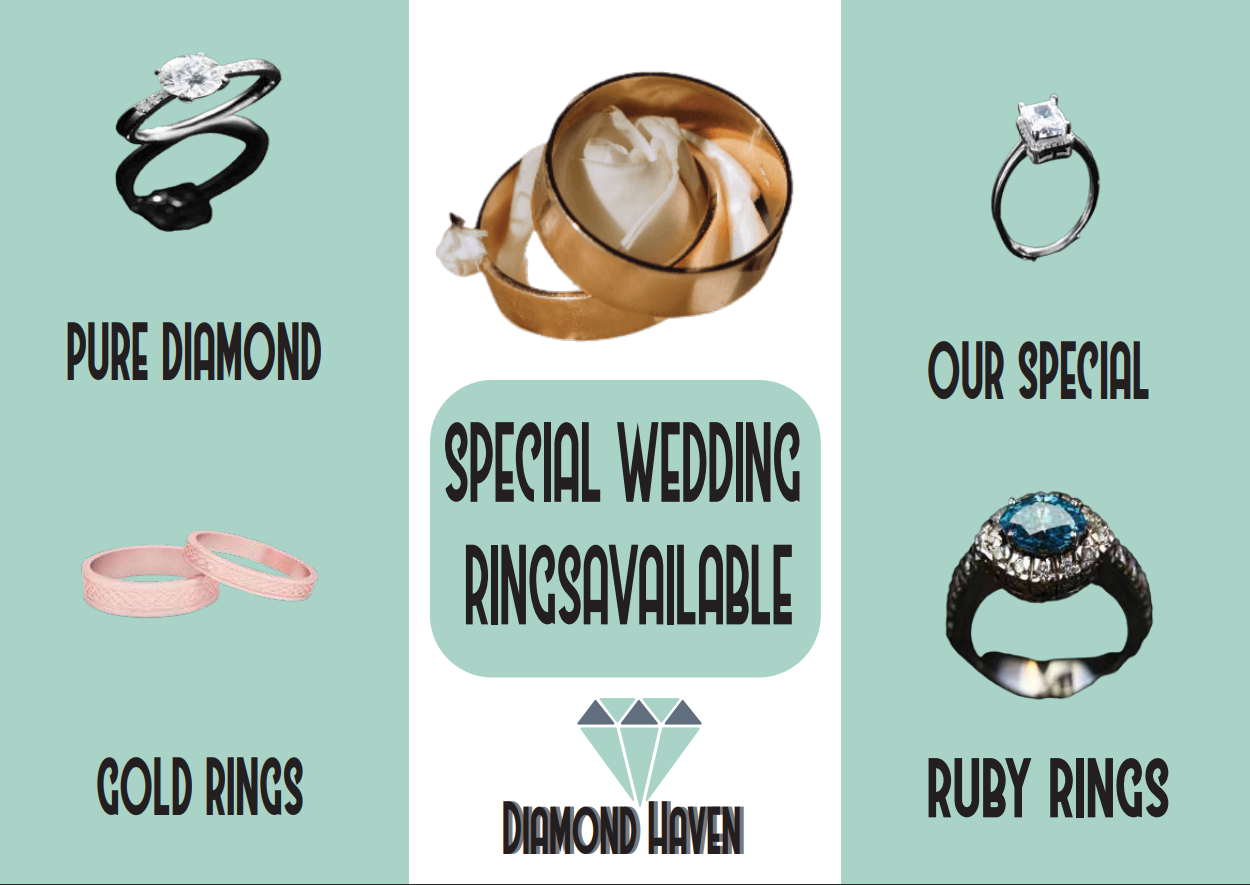 PURE DIAMOND
GOLD RINGS
SPECIAL WEDDING
RINGSAVAILABLE
DIAMOND HAVEN
OUR SPECIAL
RUBY RINGS